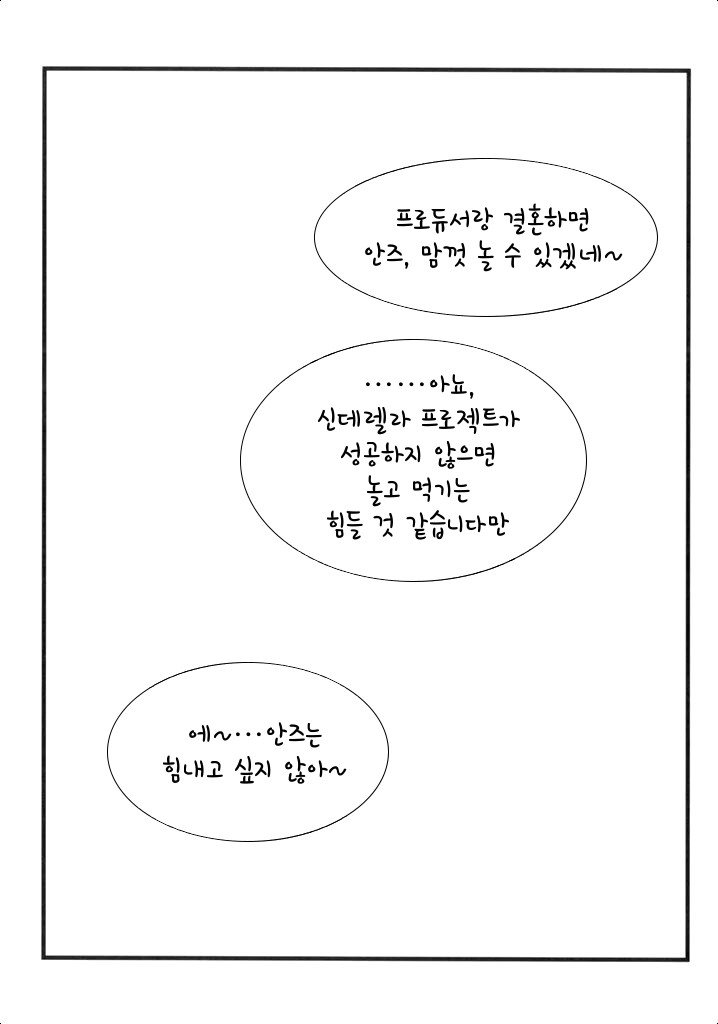 프로듀서랑 결혼하면
안즈, 맘껏 놀 수 있겠네~
······아뇨,
신데렐라 프로젝트가
성공하지 않으면
놀고 먹기는
힘들 것 같습니다만
에~···안즈는
힘내고 싶지 않아~